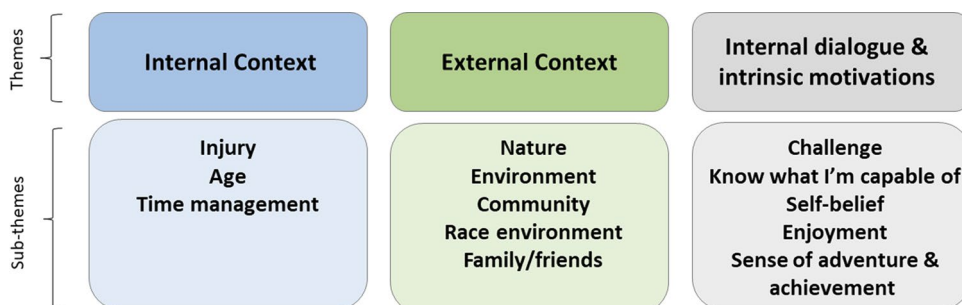 Themes
Internal Context
External Context
Internal dialogue &
intrinsic motivations
Sub-themes
Injury
Age
Time management
Nature
Environment
Community
Race environment
Family/friends
Challenge
Know what I'm capable of
Self-belief
Enjoyment
Sense of adventure &
achievement